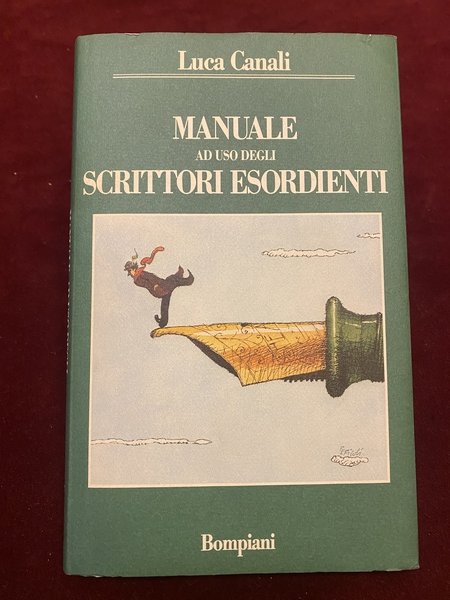 Luca Canali
MANUALE
AD USO DEGLI
SCRITTORI ESORDIENTI
Bompiani